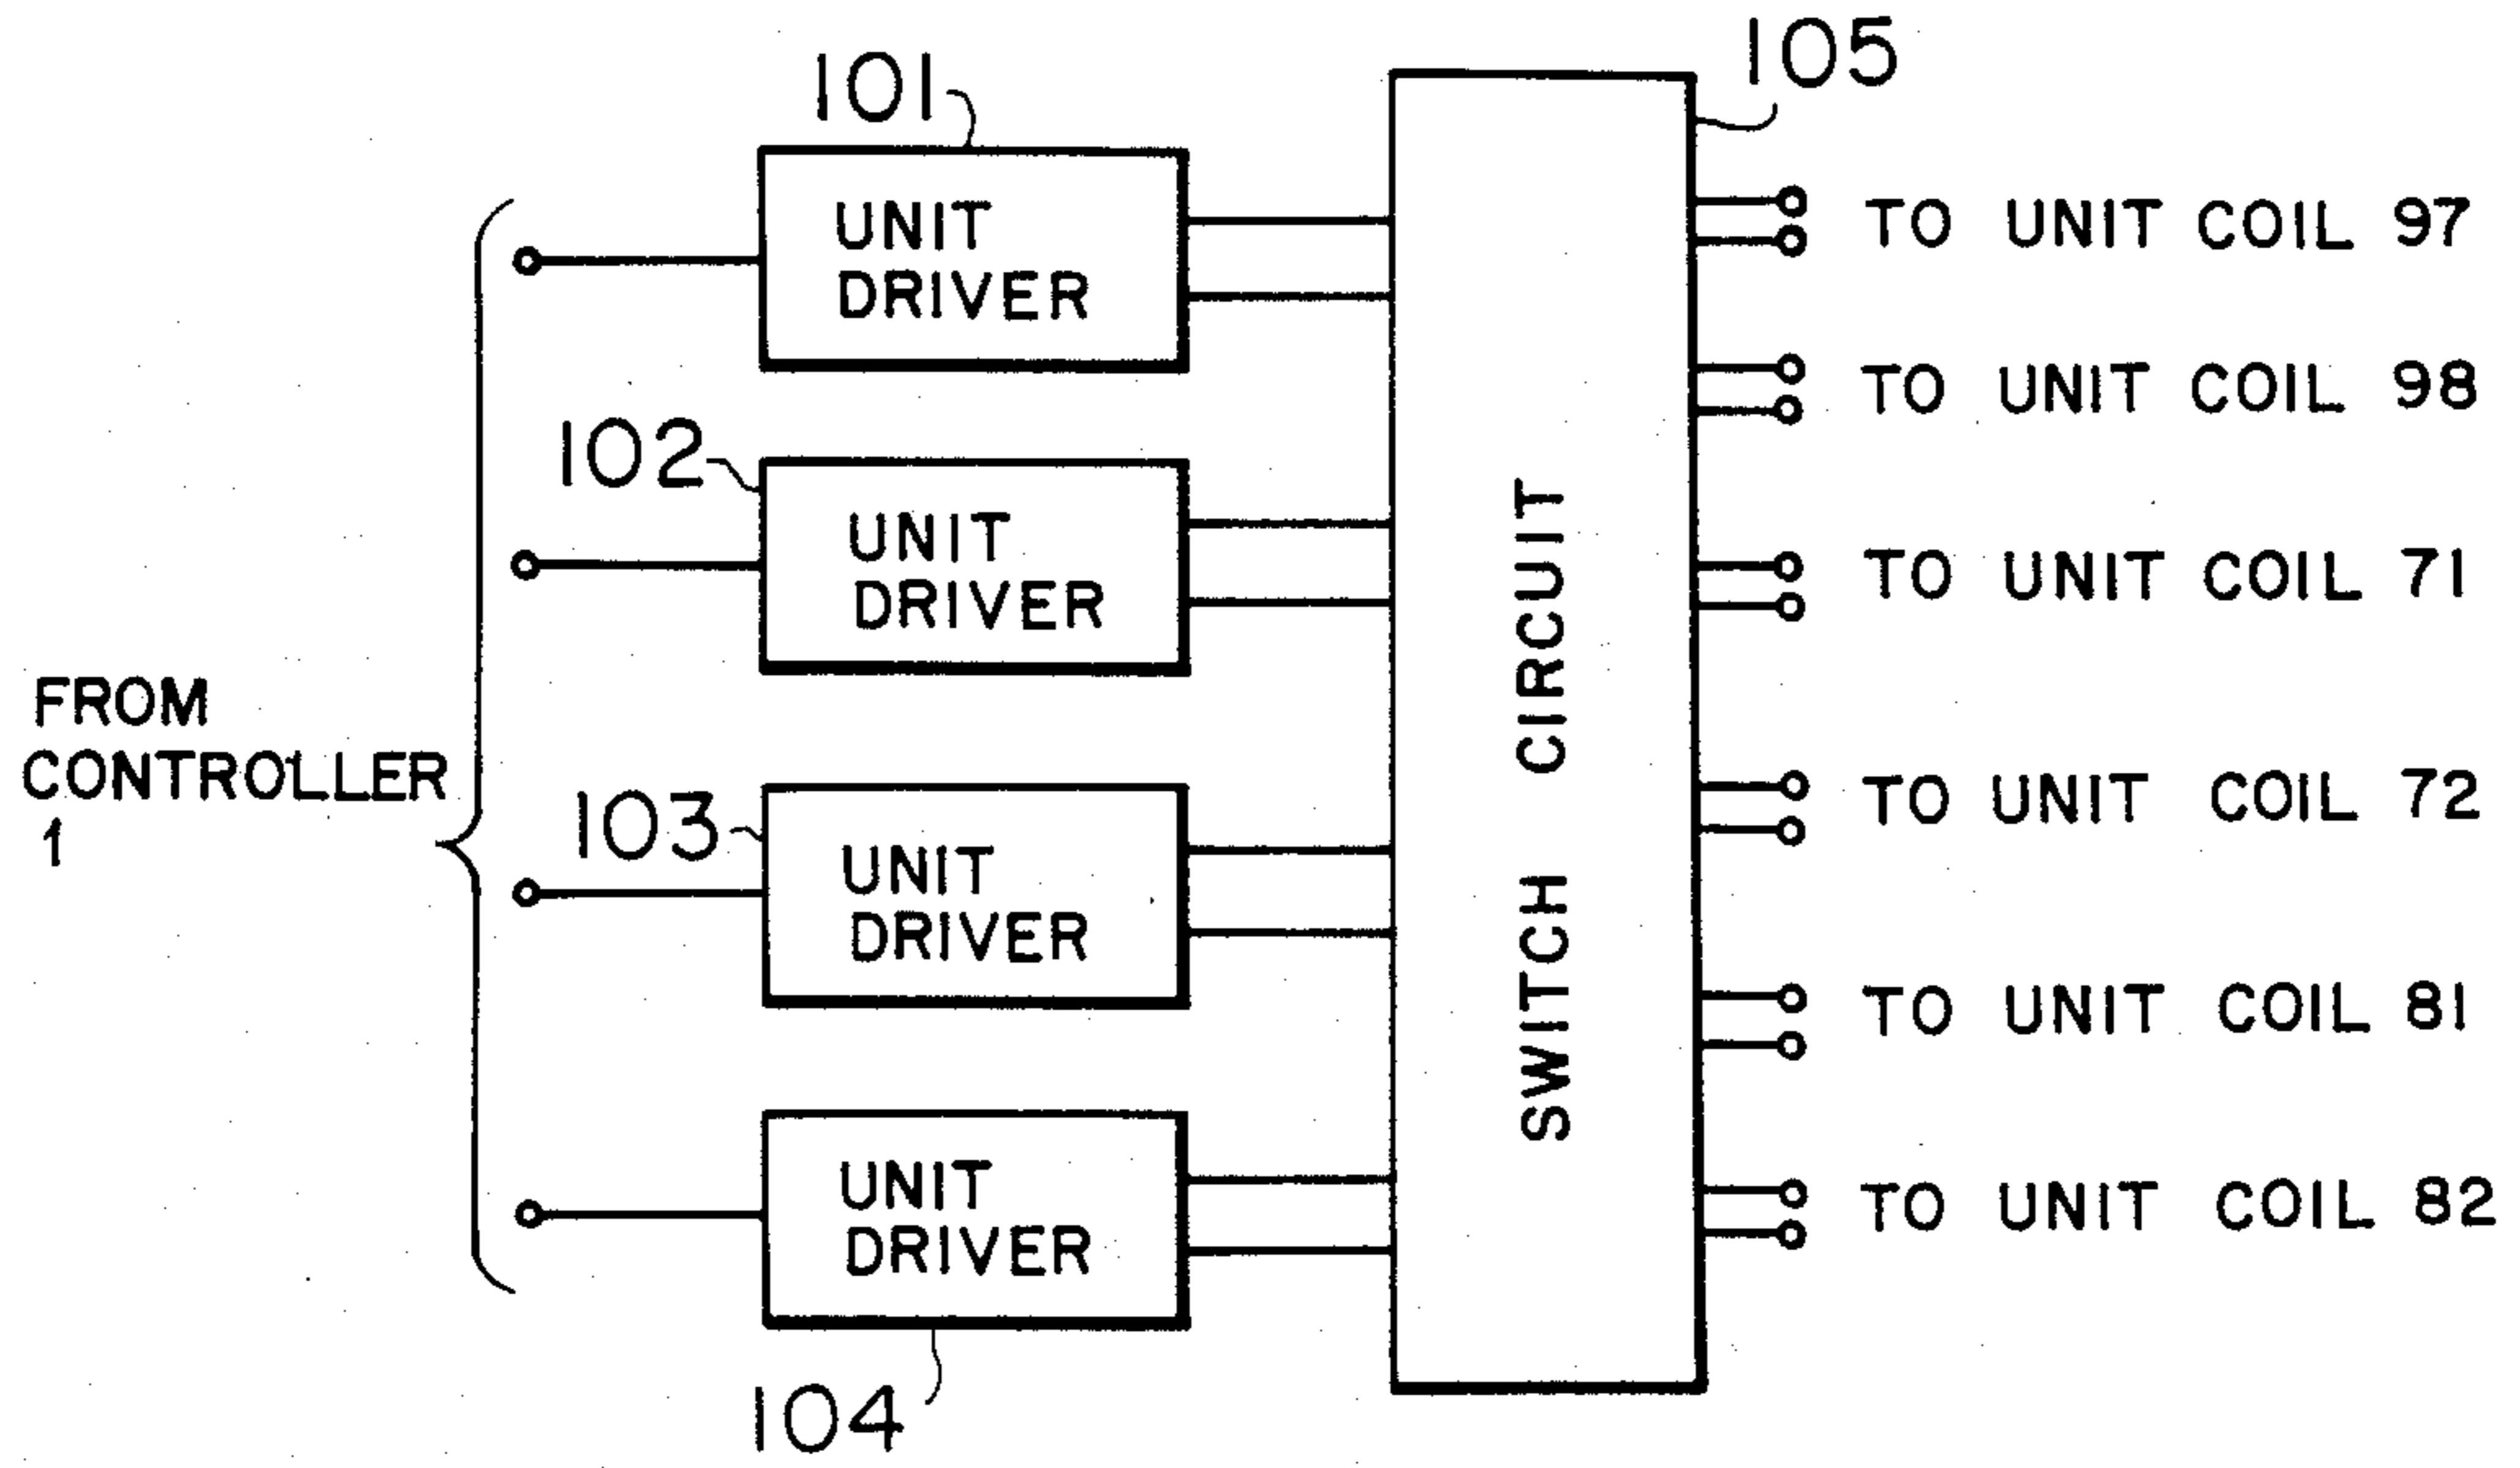 101
105
UNIT
DRIVER
TO UNIT COIL 97
TO UNIT COIL 98
102
UNIT
DRIVER
TO UNIT COIL 71
FROM
CONTROLLER
1
103
UNIT
DRIVER
SWITCH CIRCUIT
TO UNIT COIL 72
TO UNIT COIL 81
UNIT
DRIVER
TO UNIT COIL 82
104